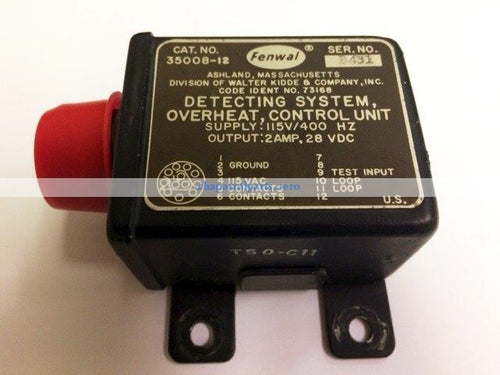 CAT. NO. Fenwal ® SER. NO.
35008-12
ASHLAND, MASSACHUSETTS
DIVISION OF WALTER KIDDE & COMPANY, INC.
CODE IDENT NO. 73168
DETECTING SYSTEM,
OVERHEAT, CONTROL UNIT
SUPPLY: 115V/400 HZ
OUTPUT: 2AMP, 28 VDC
1 7
2 GROUND 8
3 9 TEST INPUT
4 115 VAC 10 LOOP
5 CONTACTS 11 LOOP
6 CONTACTS 12
U.S.
TSO-C11